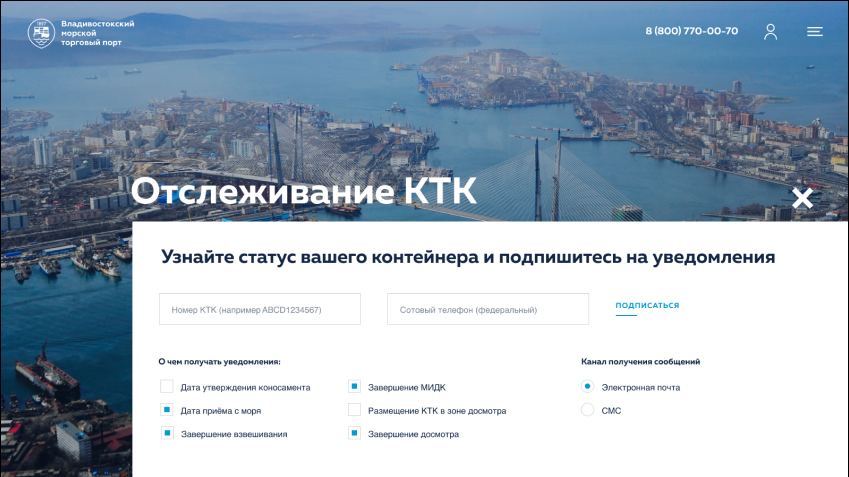 1897
Владивостокский
морской
торговый порт
8 (800) 770-00-70
Отслеживание КТК
Узнайте статус вашего контейнера и подпишитесь на уведомления
Номер КТК (например ABCD1234567)
Сотовый телефон (федеральный)
ПОДПИСАТЬСЯ
О чем получать уведомления:
Канал получения сообщений
Дата утверждения коносамента
Завершение МИДК
Электронная почта
Дата приёма с моря
Размещение КТК в зоне досмотра
СМС
Завершение взвешивания
Завершение досмотра